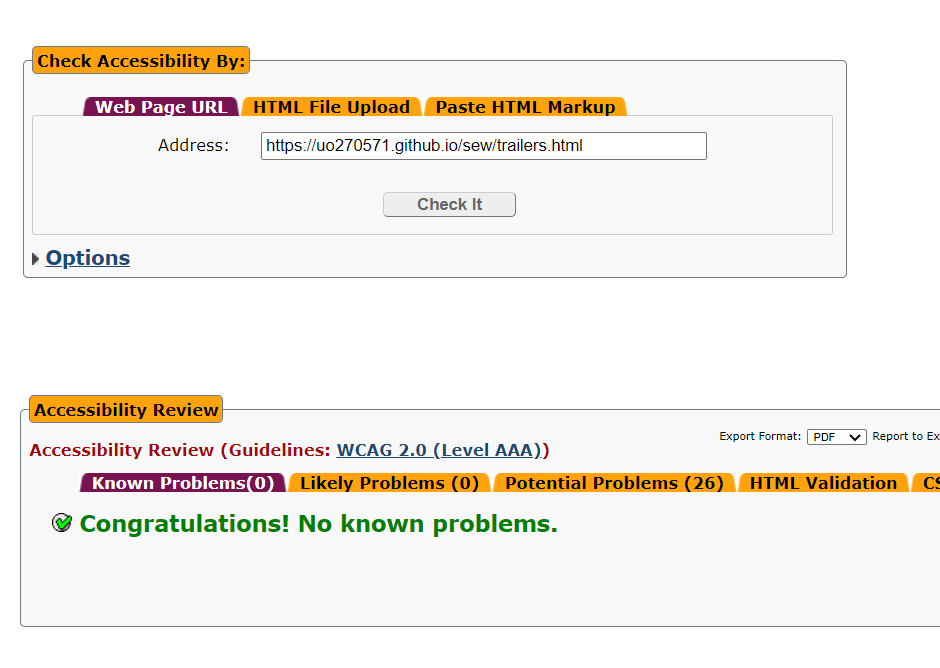 Check Accessibility By:
Web Page URL HTML File Upload Paste HTML Markup
Address: https://uo270571.github.io/sew/trailers.html
Check It
Options
Accessibility Review
Export Format: PDF Report to Ex
Accessibility Review (Guidelines: WCAG 2.0 (Level AAA))
Known Problems(0) Likely Problems (0) Potential Problems (26) HTML Validation CS
Congratulations! No known problems.